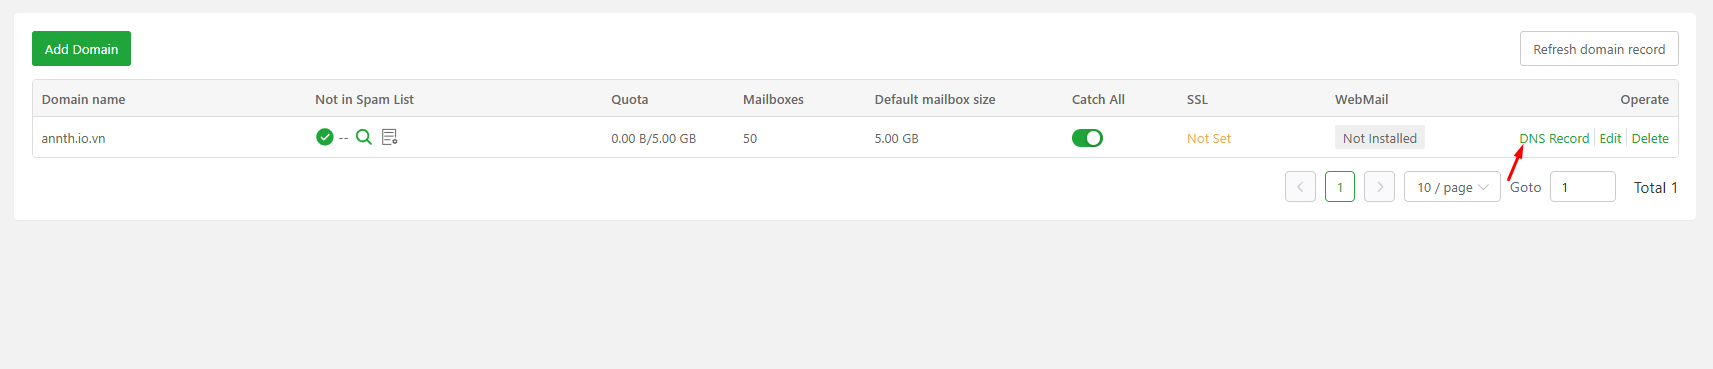 Add Domain
Refresh domain record
Domain name Not in Spam List Quota Mailboxes Default mailbox size Catch All SSL WebMail Operate
annth.io.vn -- 0.00 B/5.00 GB 50 5.00 GB Not Set Not Installed DNS Record Edit Delete
1 10 / page Goto 1 Total 1